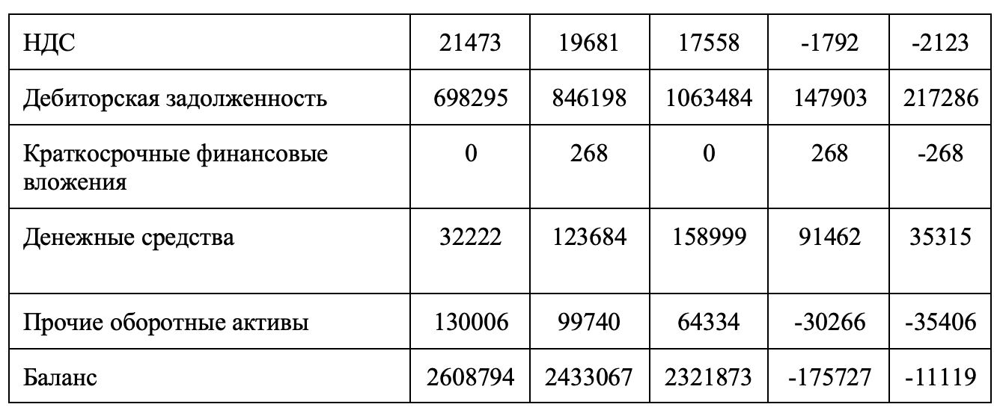 НДС 21473 19681 17558 -1792 -2123
Дебиторская задолженность 698295 846198 1063484 147903 217286
Краткосрочные финансовые 0 268 0 268 -268
вложения
Денежные средства 32222 123684 158999 91462 35315
Прочие оборотные активы 130006 99740 64334 -30266 -35406
Баланс 2608794 2433067 2321873 -175727 -11119